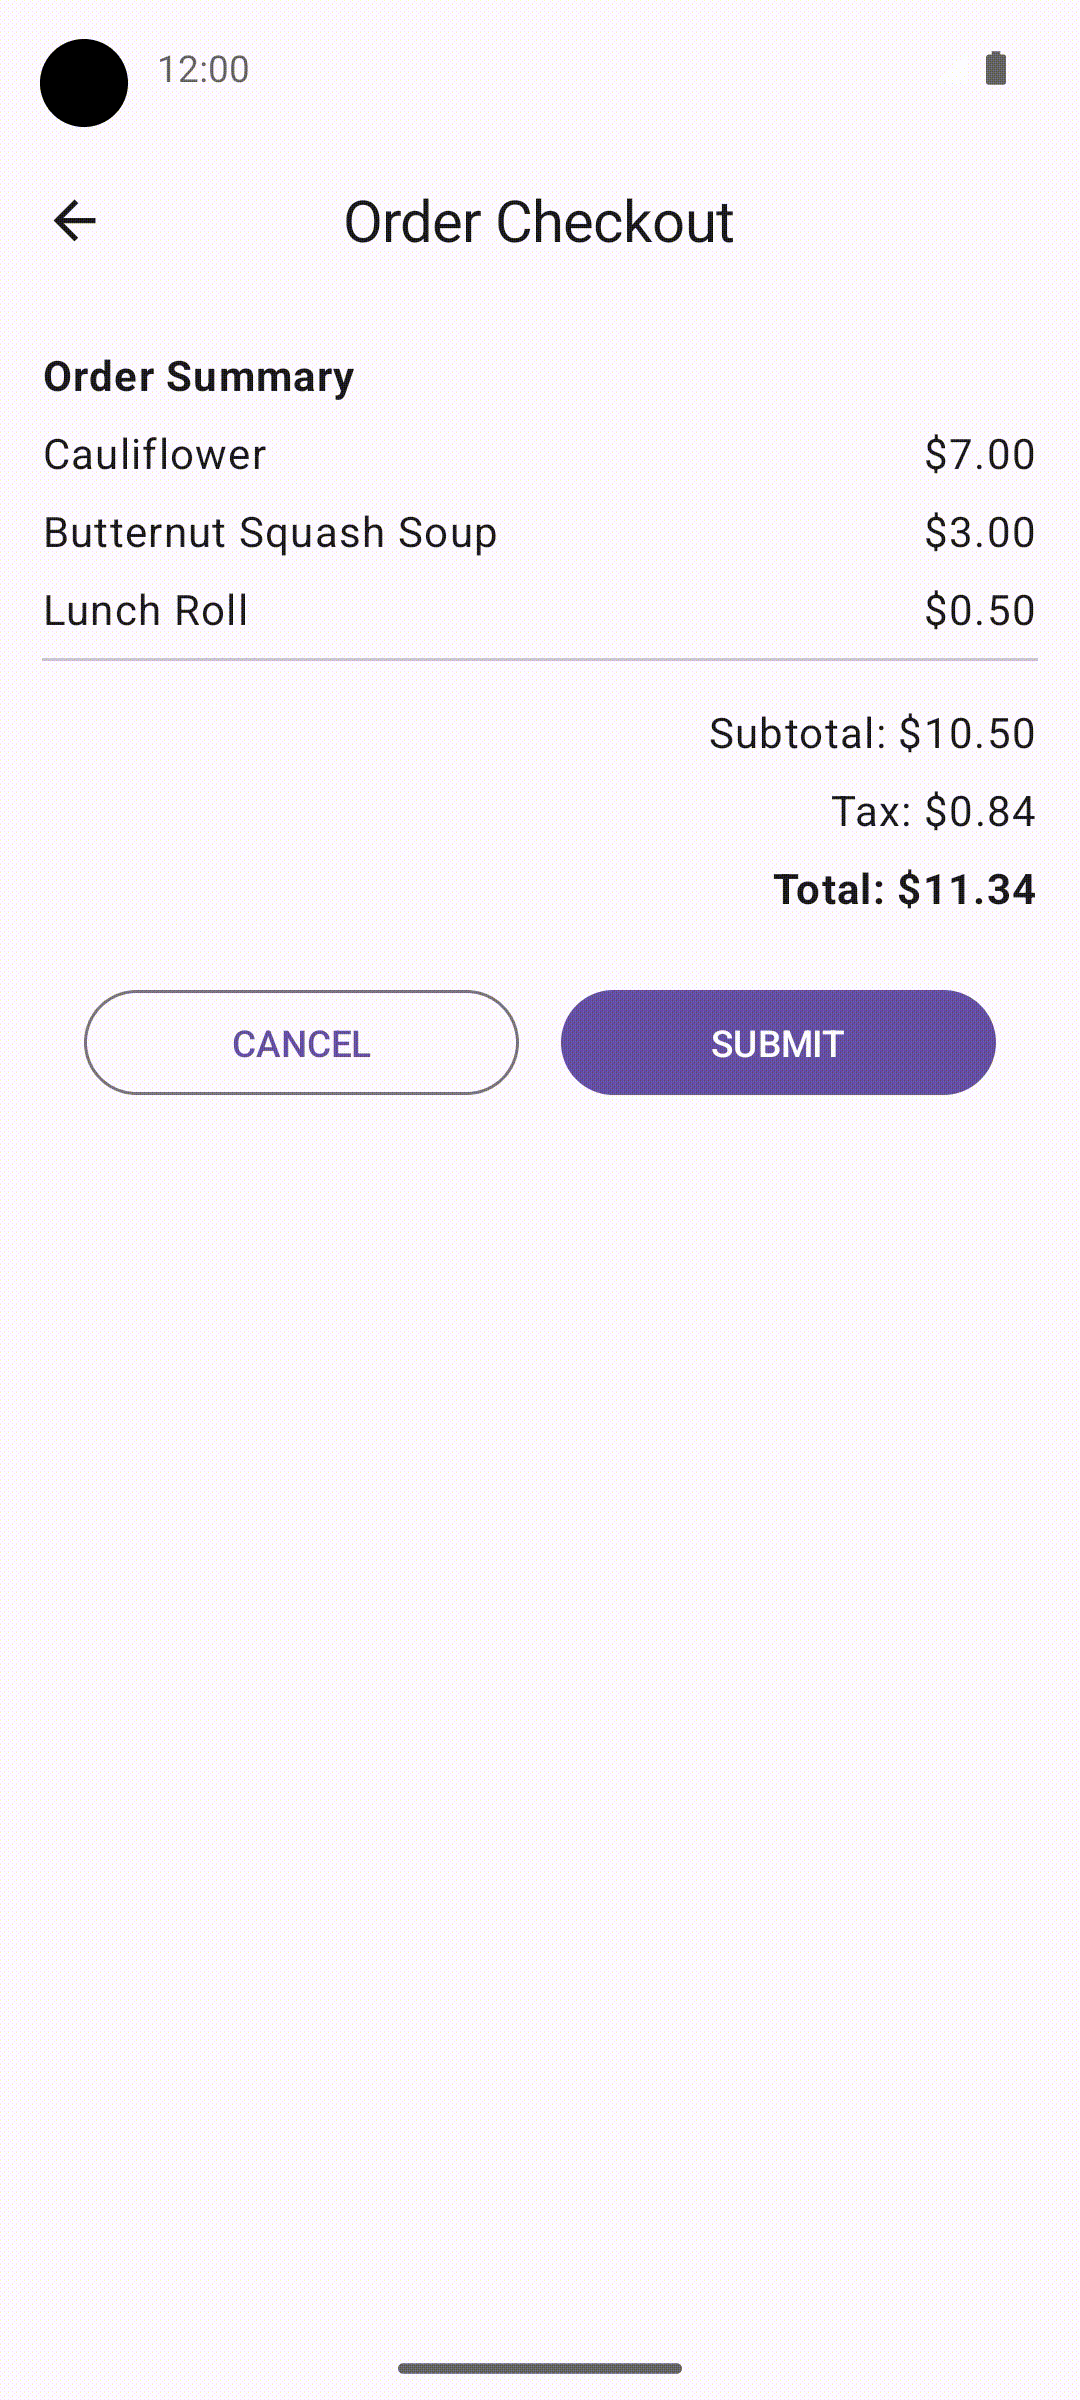 12:00
Order Checkout
Order Summary
Cauliflower $7.00
Butternut Squash Soup $3.00
Lunch Roll $0.50
Subtotal: $10.50
Tax: $0.84
Total: $11.34
CANCEL SUBMIT